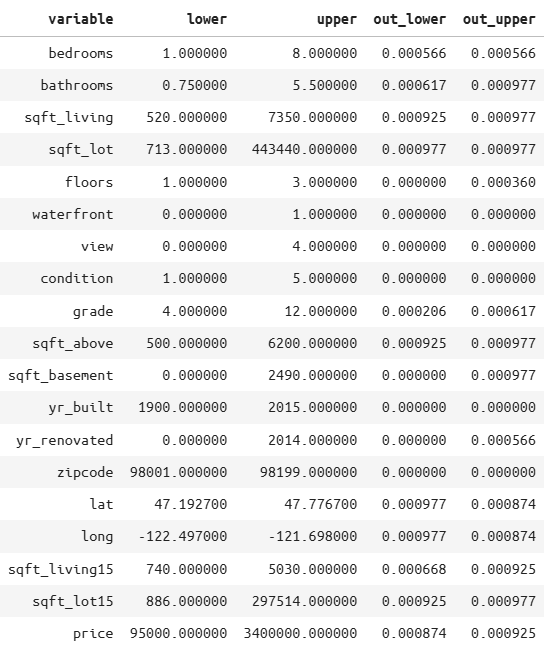 variable lower upper out_lower out_upper
bedrooms 1.000000 8.000000 0.000566 0.000566
bathrooms 0.750000 5.500000 0.000617 0.000977
sqft_living 520.000000 7350.000000 0.000925 0.000977
sqft_lot 713.000000 443440.000000 0.000977 0.000977
floors 1.000000 3.000000 0.000000 0.000360
waterfront 0.000000 1.000000 0.000000 0.000000
view 0.000000 4.000000 0.000000 0.000000
condition 1.000000 5.000000 0.000000 0.000000
grade 4.000000 12.000000 0.000206 0.000617
sqft_above 500.000000 6200.000000 0.000925 0.000977
sqft_basement 0.000000 2490.000000 0.000000 0.000977
yr_built 1900.000000 2015.000000 0.000000 0.000000
yr_renovated 0.000000 2014.000000 0.000000 0.000566
zipcode 98001.000000 98199.000000 0.000000 0.000000
lat 47.192700 47.776700 0.000977 0.000874
long -122.497000 -121.698000 0.000977 0.000874
sqft_living15 740.000000 5030.000000 0.000668 0.000925
sqft_lot15 886.000000 297514.000000 0.000925 0.000977
price 95000.000000 3400000.000000 0.000874 0.000925